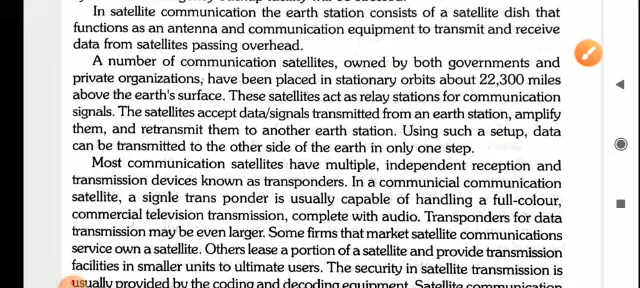 In satellite communication the earth station consists of a satellite dish that
functions as an antenna and communication equipment to transmit and receive
data from satellites passing overhead.
A number of communication satellites, owned by both governments and
private organizations, have been placed in stationary orbits about 22,300 miles
above the earth's surface. These satellites act as relay stations for communication
signals. The satellites accept data/signals transmitted from an earth station, amplify
them, and retransmit them to another earth station. Using such a setup, data
can be transmitted to the other side of the earth in only one step.
Most communication satellites have multiple, independent reception and
transmission devices known as transponders. In a communicial communication
satellite, a signle trans ponder is usually capable of handling a full-colour,
commercial television transmission, complete with audio. Transponders for data
transmission may be even larger. Some firms that market satellite communications
service own a satellite. Others lease a portion of a satellite and provide transmission
facilities in smaller units to ultimate users. The security in satellite transmission is
usually provided by the coding and decoding equipment. Satellite communication